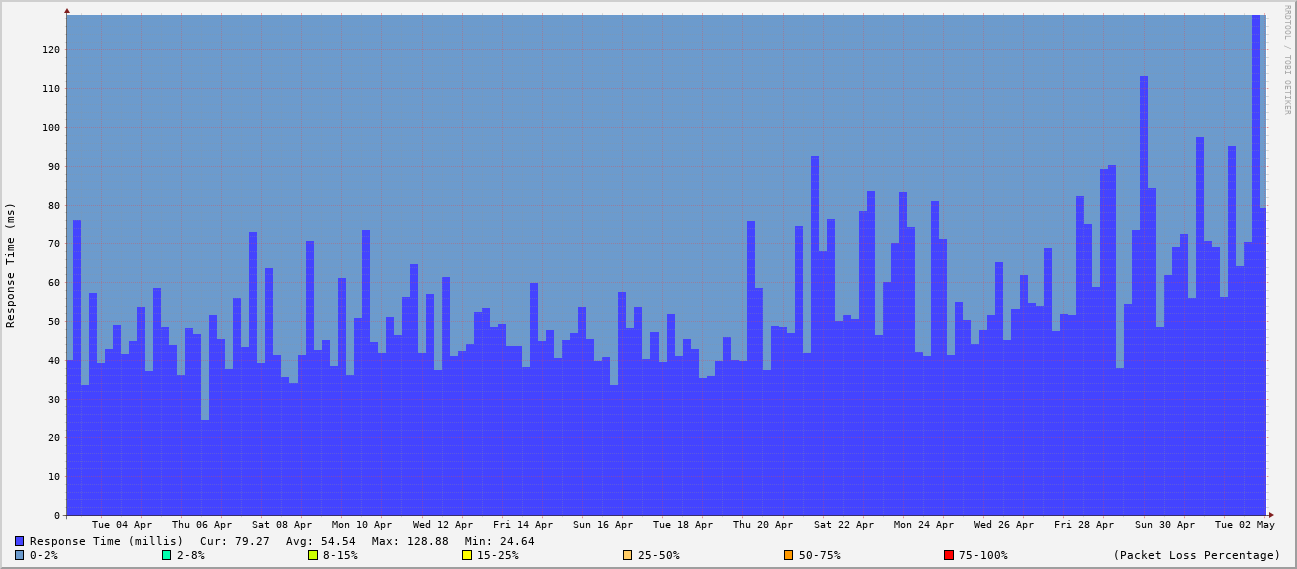 RRDTOOL / TOBI OETIKER
Response Time (ms)
120
110
100
90
80
70
60
50
40
30
20
10
0
Tue 04 Apr Thu 06 Apr Sat 08 Apr Mon 10 Apr Wed 12 Apr Fri 14 Apr Sun 16 Apr Tue 18 Apr Thu 20 Apr Sat 22 Apr Mon 24 Apr Wed 26 Apr Fri 28 Apr Sun 30 Apr Tue 02 May
Response Time (millis) Cur: 79.27 Avg: 54.54 Max: 128.88 Min: 24.64
0-2% 2-8% 8-15% 15-25% 25-50% 50-75% 75-100% (Packet Loss Percentage)